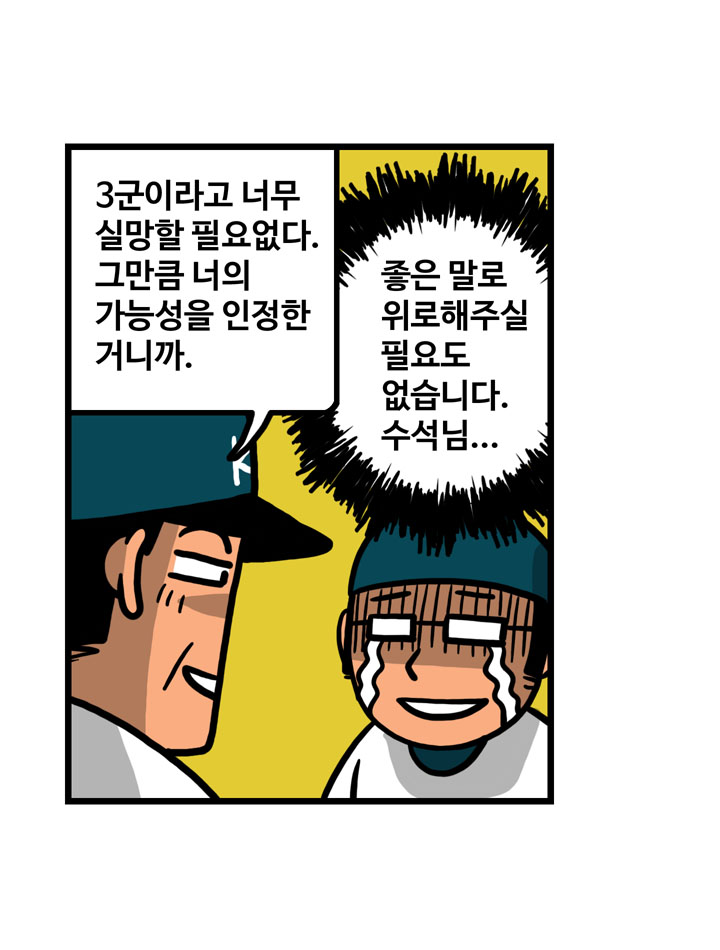 3군이라고 너무
실망할 필요없다.
그만큼 너의
가능성을 인정한
거니까.
좋은 말로
위로해주실
필요도
없습니다.
수석님...
K